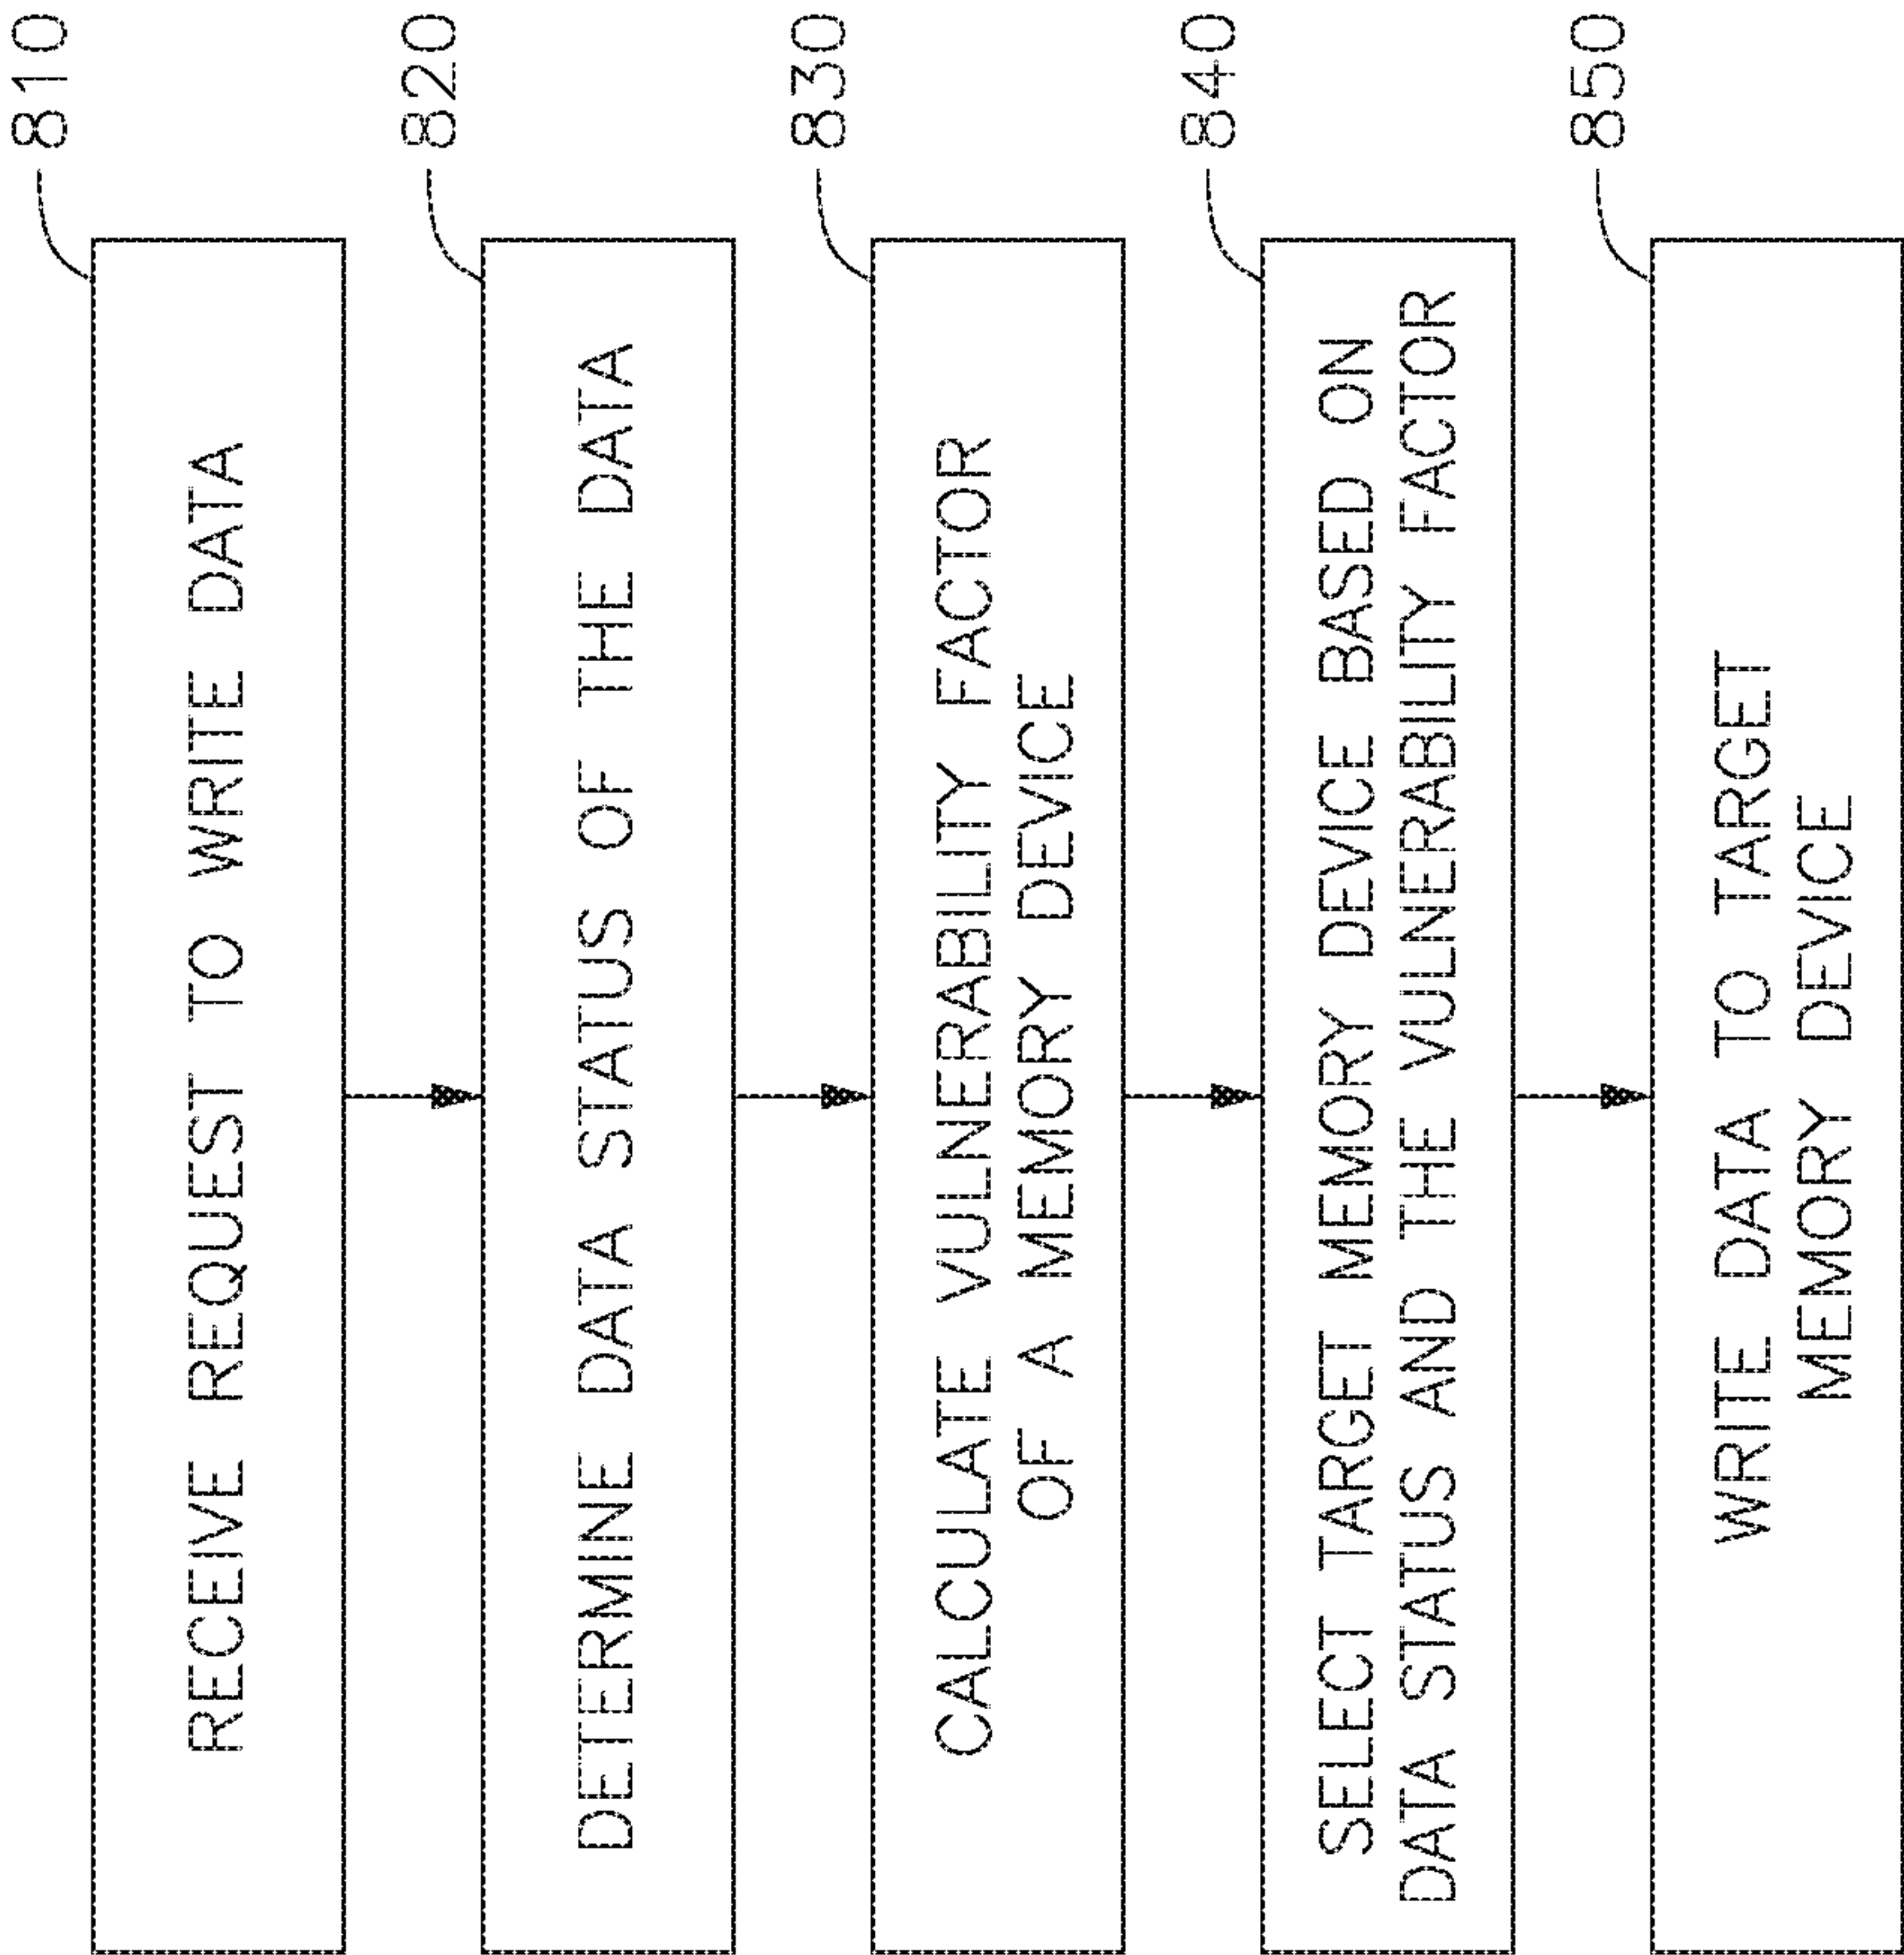 810
RECEIVE REQUEST TO WRITE DATA
820
DETERMINE DATA STATUS OF THE DATA
830
CALCULATE VULNERABILITY FACTOR
OF A MEMORY DEVICE
840
SELECT TARGET MEMORY DEVICE BASED ON
DATA STATUS AND THE VULNERABILITY FACTOR
850
WRITE DATA TO TARGET
MEMORY DEVICE